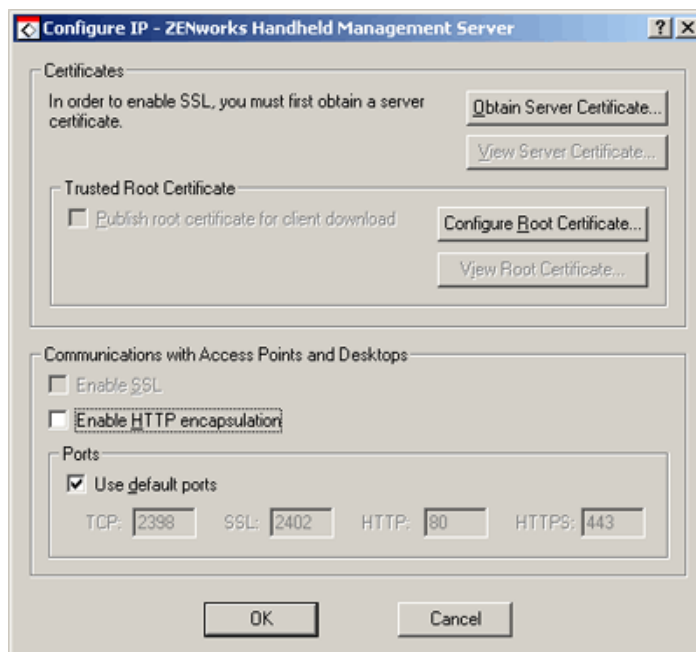 Configure IP - ZENworks Handheld Management Server
Certificates
In order to enable SSL, you must first obtain a server
certificate.
Obtain Server Certificate...
View Server Certificate...
Trusted Root Certificate
Publish root certificate for client download
Configure Root Certificate...
View Root Certificate...
Communications with Access Points and Desktops
Enable SSL
Enable HTTP encapsulation
Ports
Use default ports
TCP: 2398 SSL: 2402 HTTP: 80 HTTPS: 443
OK Cancel